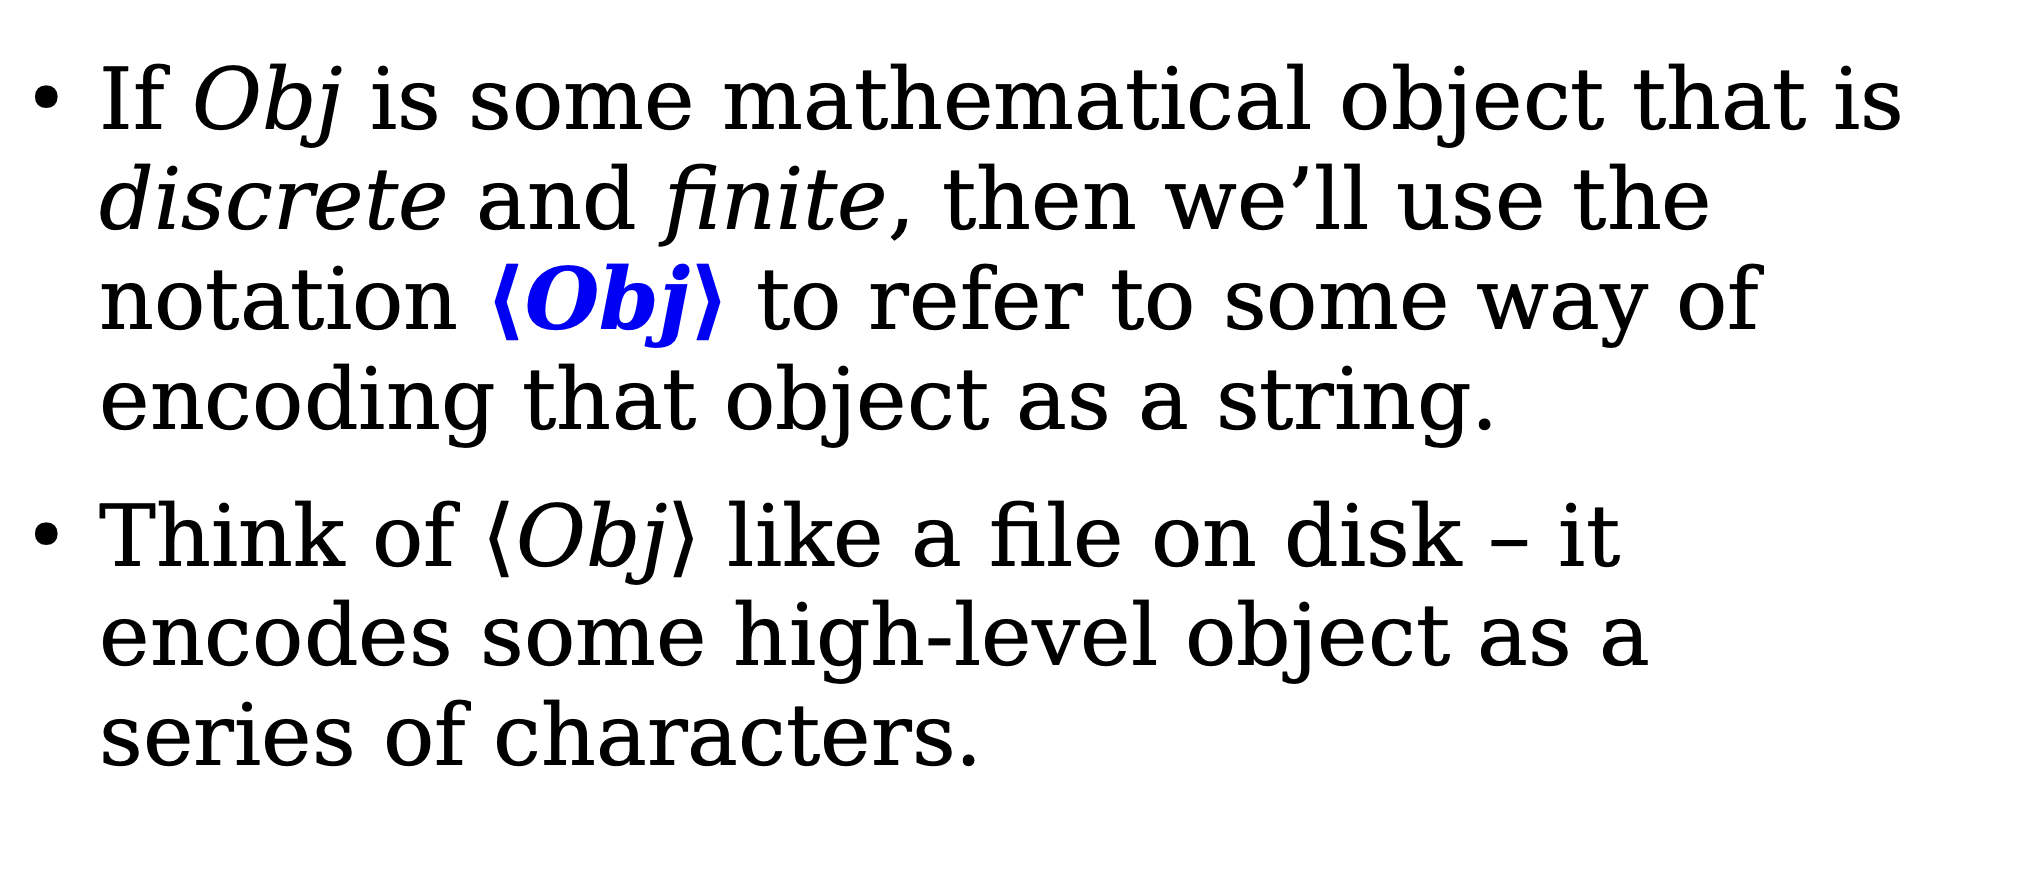 • If Obj is some mathematical object that is
discrete and finite, then we’ll use the
notation ⟨Obj⟩ to refer to some way of
encoding that object as a string.
• Think of ⟨Obj⟩ like a file on disk – it
encodes some high-level object as a
series of characters.